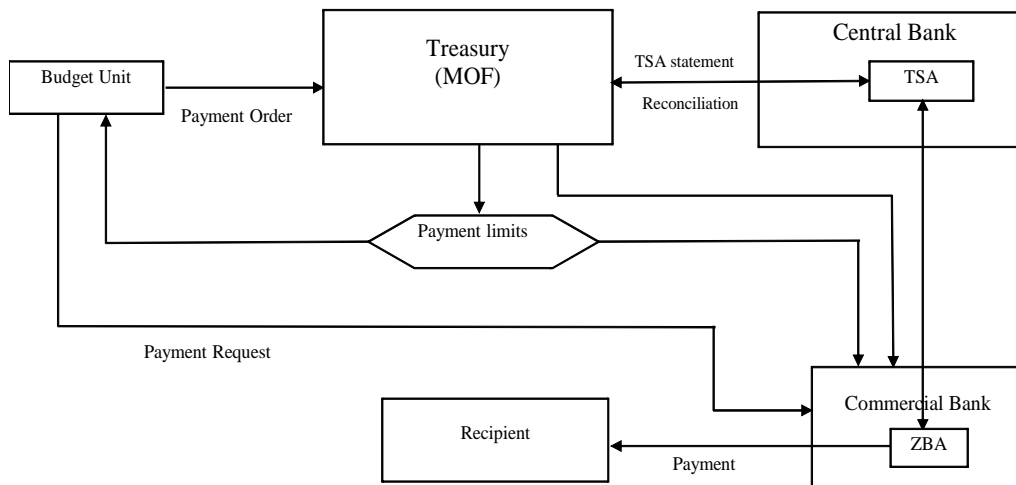 Treasury
(MOF)
Central Bank
Budget Unit
TSA statement
TSA
Payment Order
Reconciliation
Payment limits
Payment Request
Commercial Bank
Recipient
ZBA
Payment